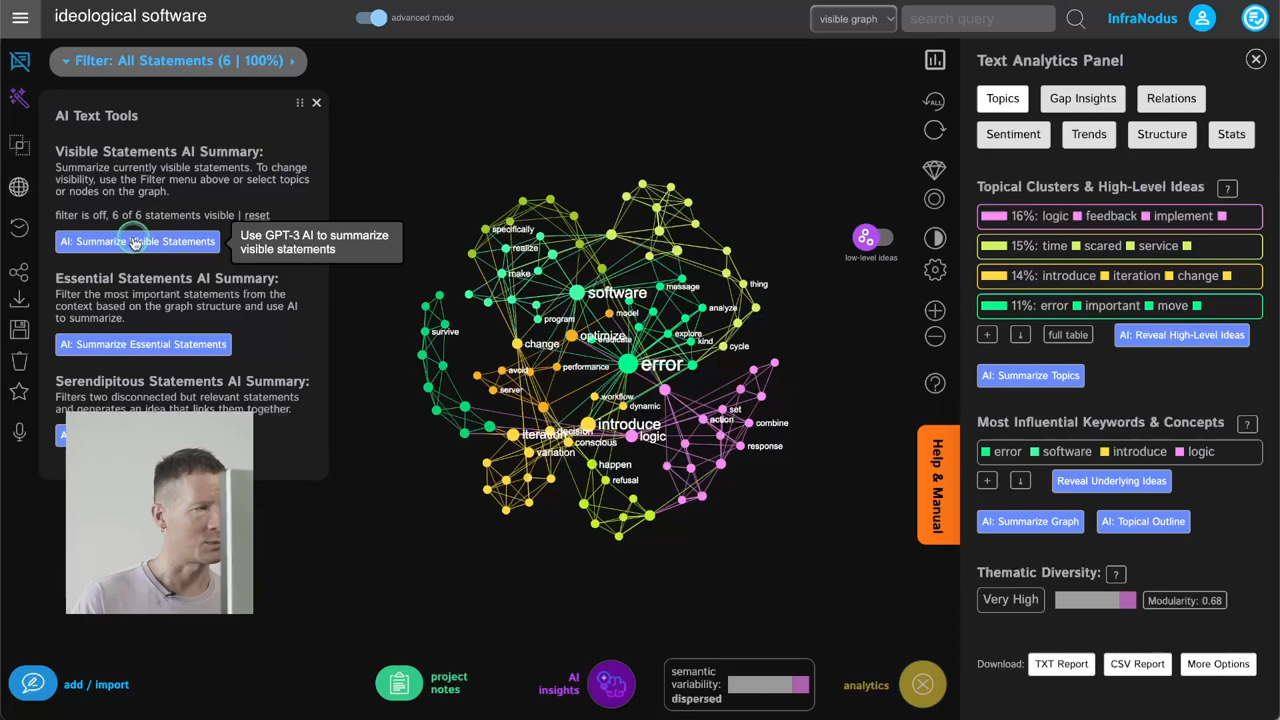 ideological software
advanced mode
visible graph
search query
InfraNodus
Filter: All Statements (6 | 100%)
AI Text Tools
Visible Statements AI Summary:
Summarize currently visible statements. To change
visibility, use the Filter menu above or select topics
or nodes on the graph.
filter is off, 6 of 6 statements visible | reset
AI: Summarize Visible Statements
Use GPT-3 AI to summarize
visible statements
Essential Statements AI Summary:
Filter the most important statements from the
context based on the graph structure and use AI
to summarize.
AI: Summarize Essential Statements
Serendipitous Statements AI Summary:
Filters two disconnected but relevant statements
and generates an idea that links them together.
specifically
realize
make
software
message
thing
program
model
analyze
survive
optimize
explore
change
kind
cycle
error
avoid
performance
server
workflow
dynamic
set
action
combine
introduce
iteration
decision
logic
conscious
response
variation
happen
refusal
ALL
low-level ideas
Help & Manual
Text Analytics Panel
Topics
Gap Insights
Relations
Sentiment
Trends
Structure
Stats
Topical Clusters & High-Level Ideas ?
16%: logic feedback implement
15%: time scared service
14%: introduce iteration change
11%: error important move
+ ↓ full table AI: Reveal High-Level Ideas
AI: Summarize Topics
Most Influential Keywords & Concepts ?
error software introduce logic
+ ↓ Reveal Underlying Ideas
AI: Summarize Graph AI: Topical Outline
Thematic Diversity: ?
Very High Modularity: 0.68
Download: TXT Report CSV Report More Options
add / import
project
notes
AI
insights
semantic
variability:
dispersed
analytics